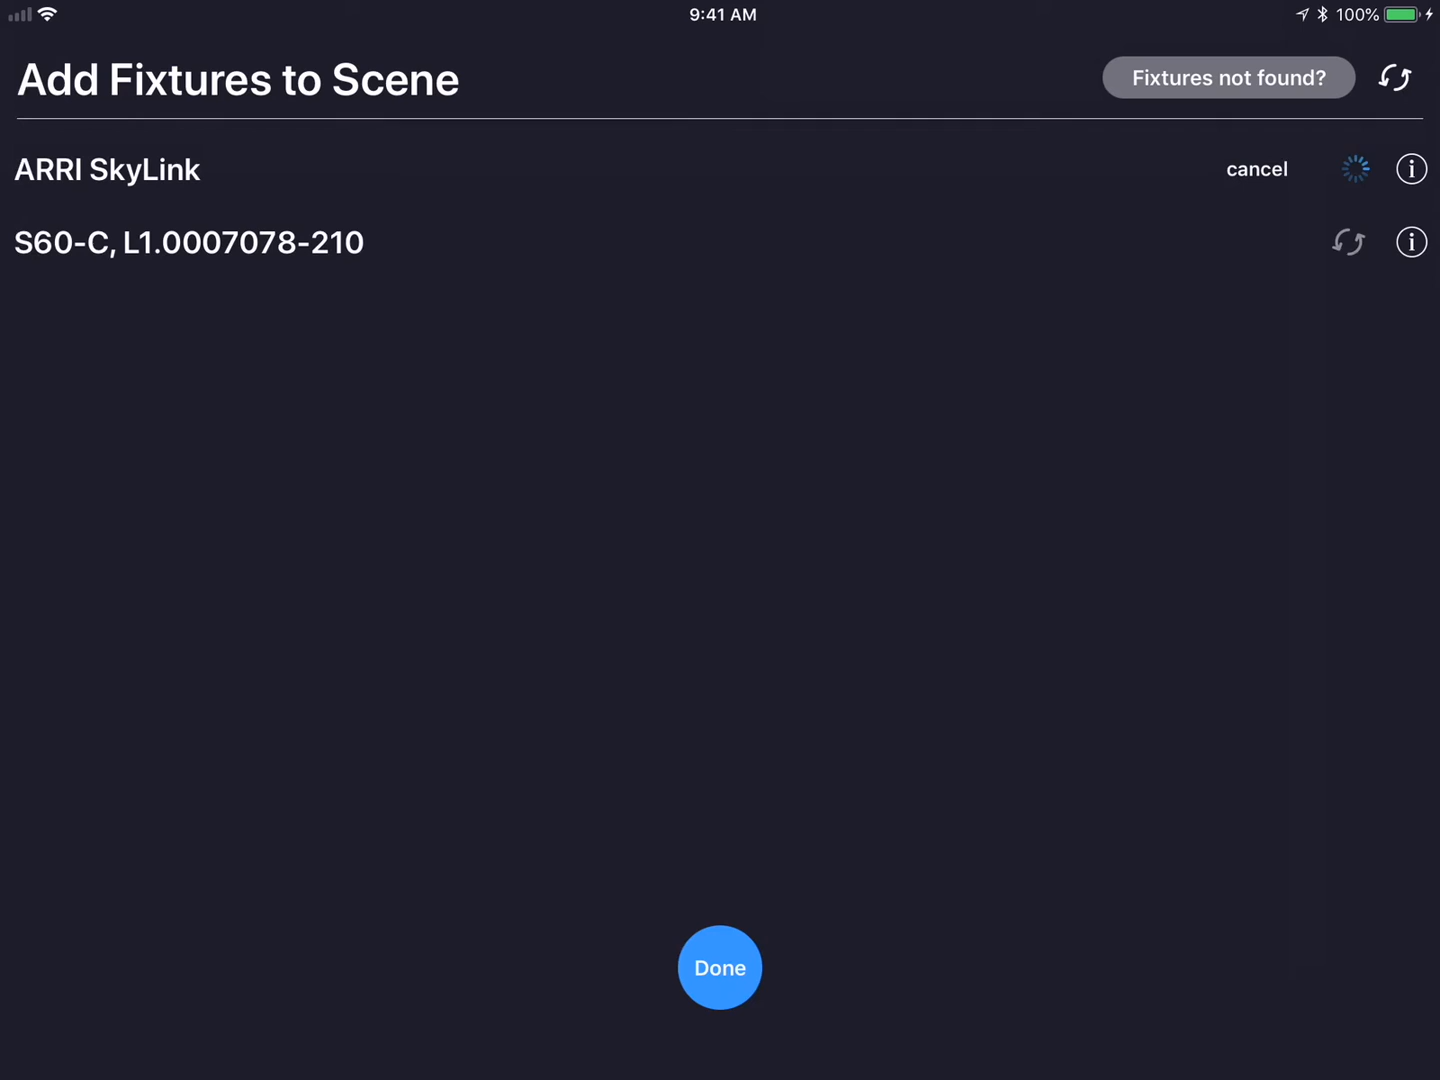 9:41 AM
100%
Add Fixtures to Scene
Fixtures not found?
ARRI SkyLink
cancel
S60-C, L1.0007078-210
Done